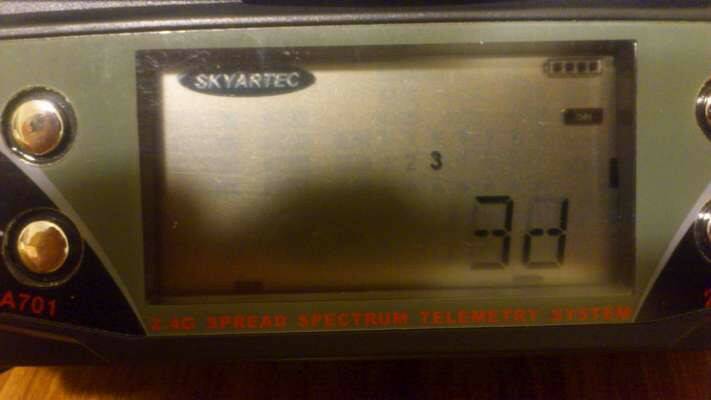 SKYARTEC
3
3d
A701
2.4G SPREAD SPECTRUM TELEMETRY SYSTEM